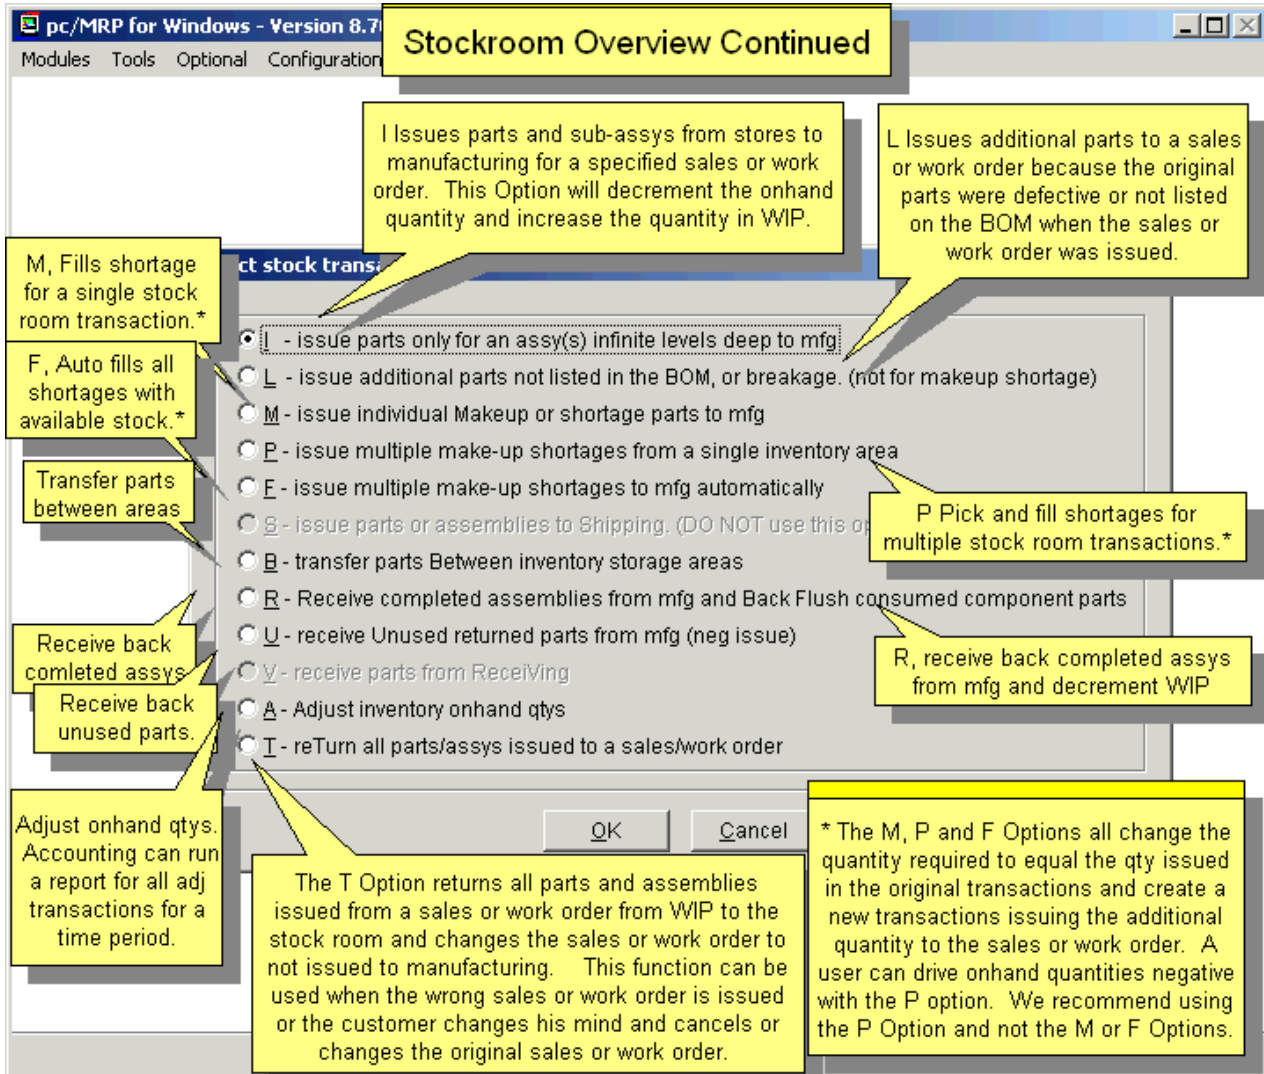 pc/MRP for Windows - Version 8.7
Stockroom Overview Continued
Modules Tools Optional Configuration
I Issues parts and sub-assys from stores to
manufacturing for a specified sales or work
order. This Option will decrement the onhand
quantity and increase the quantity in WIP.
L Issues additional parts to a sales
or work order because the original
parts were defective or not listed
on the BOM when the sales or
work order was issued.
M, Fills shortage
for a single stock
room transaction.*
F, Auto fills all
shortages with
available stock.*
Transfer parts
between areas
Receive back
comleted assys
Receive back
unused parts.
Adjust onhand qtys.
Accounting can run
a report for all adj
transactions for a
time period.
ct stock trans
I - issue parts only for an assy(s) infinite levels deep to mfg
L - issue additional parts not listed in the BOM, or breakage. (not for makeup shortage)
M - issue individual Makeup or shortage parts to mfg
P - issue multiple make-up shortages from a single inventory area
F - issue multiple make-up shortages to mfg automatically
S - issue parts or assemblies to Shipping. (DO NOT use this op
B - transfer parts Between inventory storage areas
R - Receive completed assemblies from mfg and Back Flush consumed component parts
U - receive Unused returned parts from mfg (neg issue)
V - receive parts from ReceiVing
A - Adjust inventory onhand qtys
T - reTurn all parts/assys issued to a sales/work order
P Pick and fill shortages for
multiple stock room transactions.*
R, receive back completed assys
from mfg and decrement WIP
OK Cancel
The T Option returns all parts and assemblies
issued from a sales or work order from WIP to the
stock room and changes the sales or work order to
not issued to manufacturing. This function can be
used when the wrong sales or work order is issued
or the customer changes his mind and cancels or
changes the original sales or work order.
* The M, P and F Options all change the
quantity required to equal the qty issued
in the original transactions and create a
new transactions issuing the additional
quantity to the sales or work order. A
user can drive onhand quantities negative
with the P option. We recommend using
the P Option and not the M or F Options.